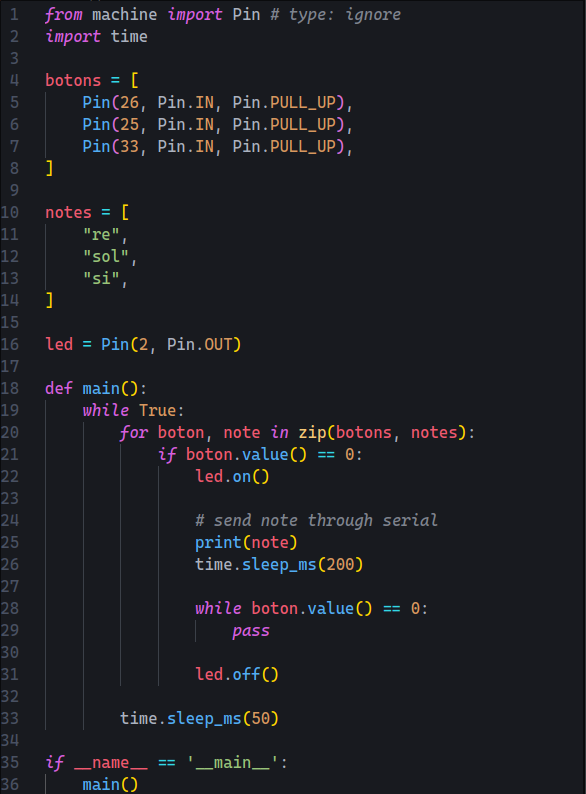 1 from machine import Pin # type: ignore
2 import time
3
4 botons = [
5     Pin(26, Pin.IN, Pin.PULL_UP),
6     Pin(25, Pin.IN, Pin.PULL_UP),
7     Pin(33, Pin.IN, Pin.PULL_UP),
8 ]
9
10 notes = [
11     "re",
12     "sol",
13     "si",
14 ]
15
16 led = Pin(2, Pin.OUT)
17
18 def main():
19     while True:
20         for boton, note in zip(botons, notes):
21             if boton.value() == 0:
22                 led.on()
23
24                 # send note through serial
25                 print(note)
26                 time.sleep_ms(200)
27
28                 while boton.value() == 0:
29                     pass
30
31                 led.off()
32
33         time.sleep_ms(50)
34
35 if __name__ == '__main__':
36     main()